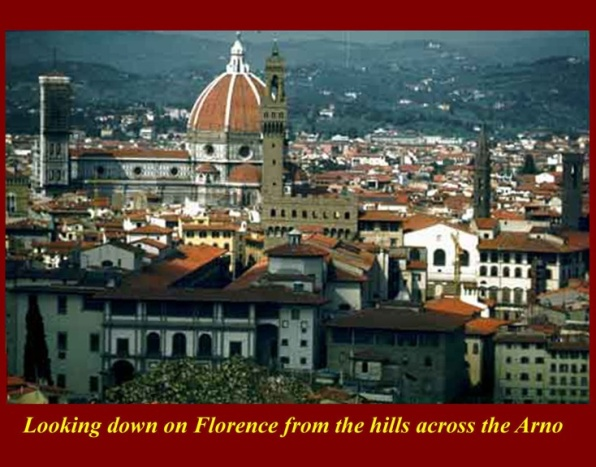 Looking down on Florence from the hills across the Arno